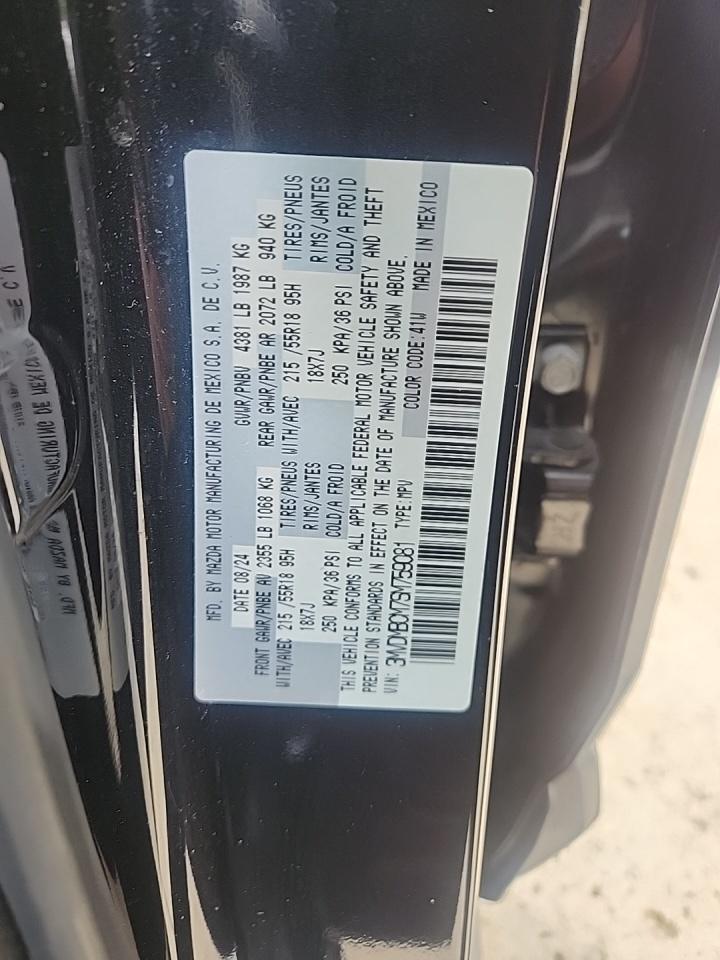 MFD. BY MAZDA MOTOR MANUFACTURING DE MEXICO S.A. DE C.V.
DATE 08/24 GVWR/PNBV 4381 LB 1987 KG
FRONT GAWR/PNBE AV 2355 LB 1068 KG REAR GAWR/PNBE AR 2072 LB 940 KG
WITH/AVEC 215 /55R18 95H TIRES/PNEUS WITH/AVEC 215 /55R18 95H TIRES/PNEUS
18X7J RIMS/JANTES 18X7J RIMS/JANTES
250 KPA/36 PSI COLD/A FROID 250 KPA/36 PSI COLD/A FROID
THIS VEHICLE CONFORMS TO ALL APPLICABLE FEDERAL MOTOR VEHICLE SAFETY AND THEFT
PREVENTION STANDARDS IN EFFECT ON THE DATE OF MANUFACTURE SHOWN ABOVE.
VIN: 3MVDMBCM7SM759081 TYPE:MPV COLOR CODE:41W MADE IN MEXICO